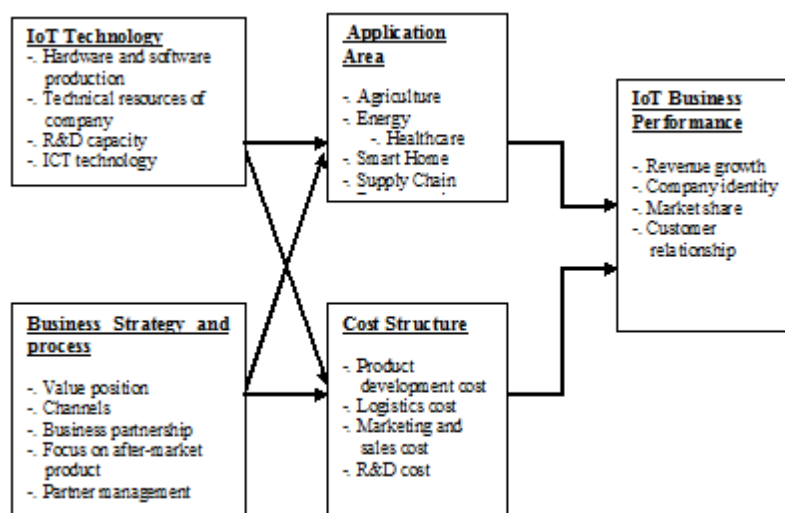 IoT Technology
-. Hardware and software
production
-. Technical resources of
company
-. R&D capacity
-. ICT technology
Application
Area
-. Agriculture
-. Energy
-. Healthcare
-. Smart Home
-. Supply Chain
IoT Business
Performance
-. Revenue growth
-. Company identity
-. Market share
-. Customer
relationship
Business Strategy and
process
-. Value position
-. Channels
-. Business partnership
-. Focus on after-market
product
-. Partner management
Cost Structure
-. Product
development cost
-. Logistics cost
-. Marketing and
sales cost
-. R&D cost